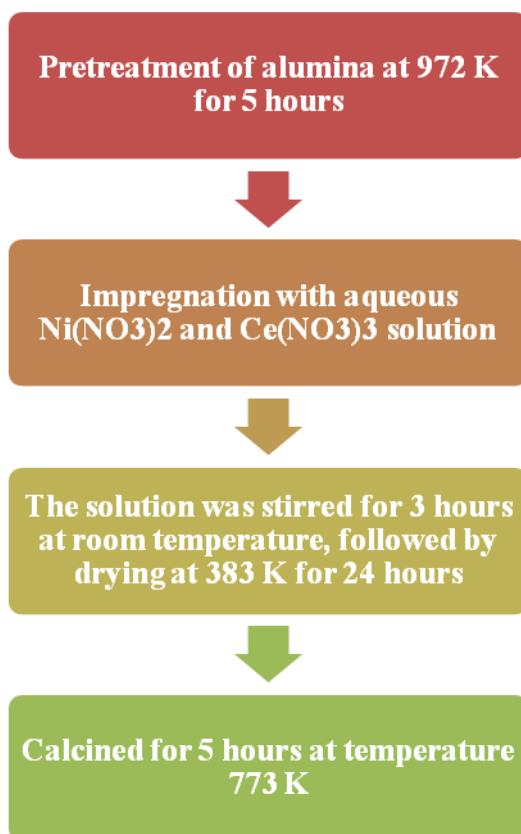 Pretreatment of alumina at 972 K
for 5 hours
Impregnation with aqueous
Ni(NO3)2 and Ce(NO3)3 solution
The solution was stirred for 3 hours
at room temperature, followed by
drying at 383 K for 24 hours
Calcined for 5 hours at temperature
773 K